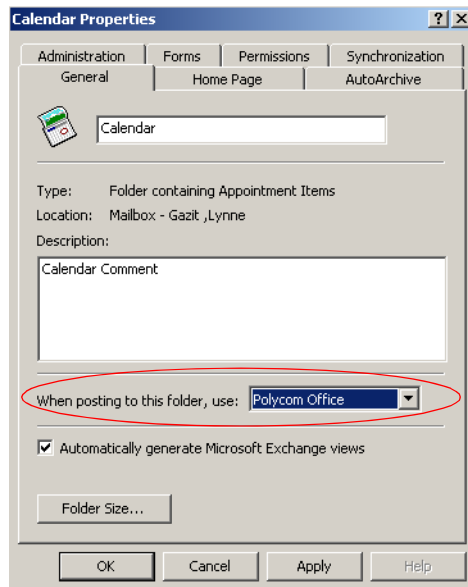 Calendar Properties
Administration Forms Permissions Synchronization
General Home Page AutoArchive
Calendar
Type: Folder containing Appointment Items
Location: Mailbox - Gazit ,Lynne
Description:
Calendar Comment
When posting to this folder, use: Polycom Office
Automatically generate Microsoft Exchange views
Folder Size...
OK Cancel Apply Help